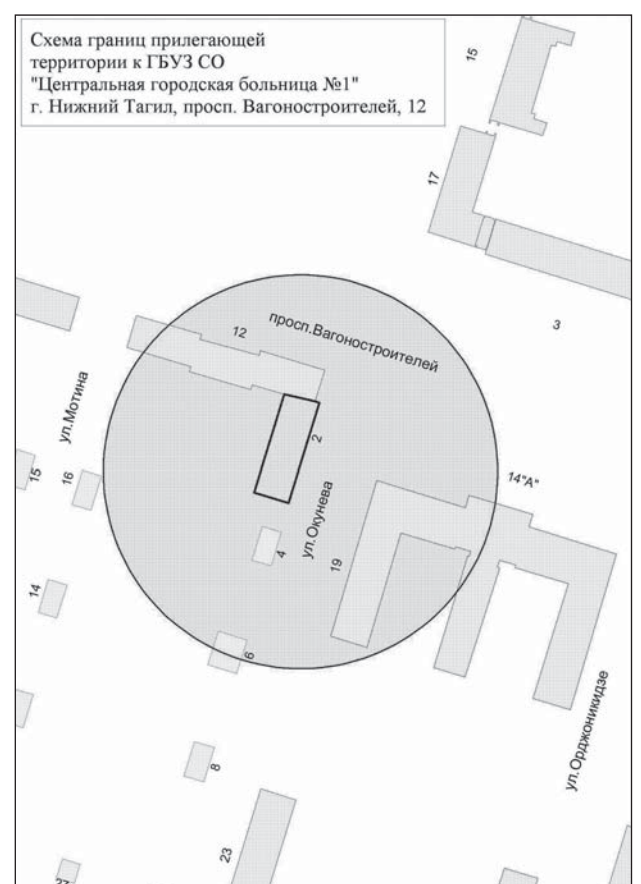 Схема границ прилегающей
территории к ГБУЗ СО
"Центральная городская больница №1"
г. Нижний Тагил, просп. Вагоностроителей, 12
15
17
3
просп.Вагоностроителей
12
ул.Мотина
2
15
16
14"А"
ул.Окунева
4
19
14
6
ул.Орджоникидзе
8
23
27